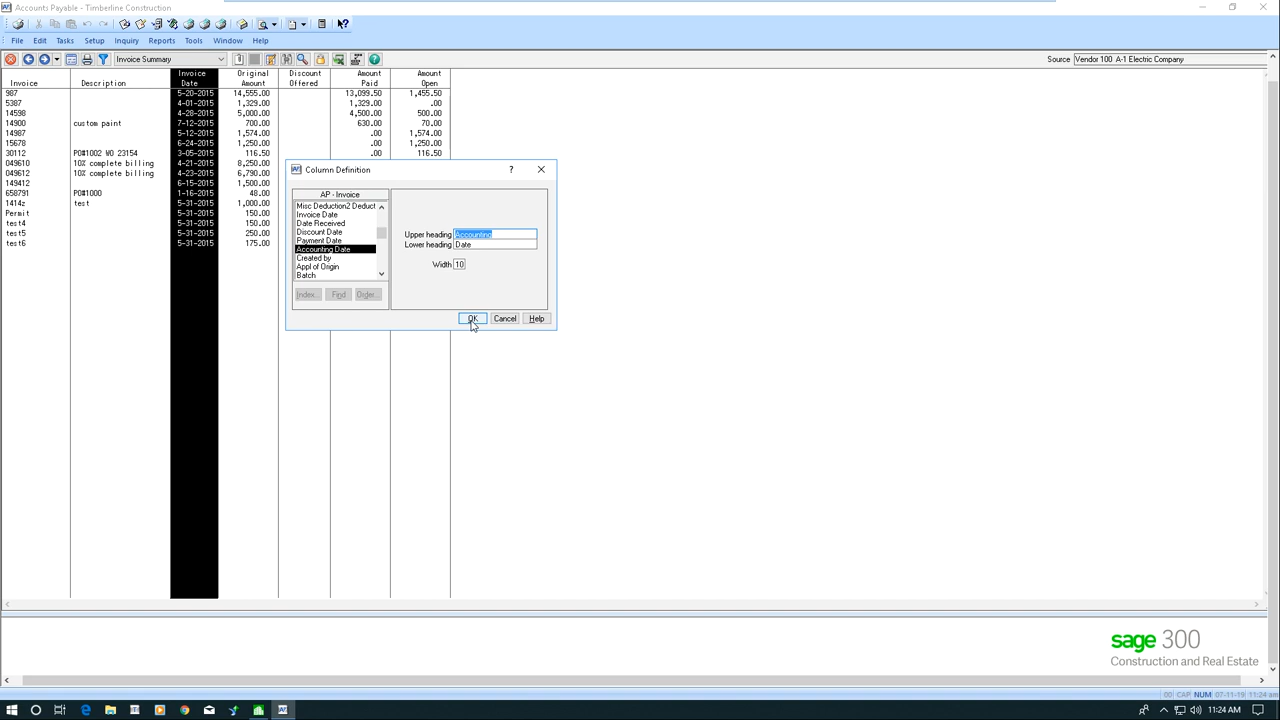 Accounts Payable - Timberline Construction
File Edit Tasks Setup Inquiry Reports Tools Window Help
Invoice Summary Source Vendor 100 A-1 Electric Company
Invoice Original Discount Amount Amount
Invoice Description Date Amount Offered Paid Open
987 5-20-2015 14,555.00 13,099.50 1,455.50
5387 4-01-2015 1,329.00 1,329.00 .00
14598 4-28-2015 5,000.00 4,500.00 500.00
14900 custom paint 7-12-2015 700.00 630.00 70.00
14987 5-12-2015 1,574.00 .00 1,574.00
15678 6-24-2015 1,250.00 .00 1,250.00
30112 PO#1002 WO 23154 3-05-2015 116.50 .00 116.50
049610 10% complete billing 4-21-2015 8,250.00
049612 10% complete billing 4-23-2015 6,790.00
149412 6-15-2015 1,500.00
658791 PO#1000 1-16-2015 48.00
1414z test 5-31-2015 1,000.00
Permit 5-31-2015 150.00
test4 5-31-2015 150.00
test5 5-31-2015 250.00
test6 5-31-2015 175.00
Column Definition
AP - Invoice
Misc Deduction2 Deduct
Invoice Date
Date Received
Discount Date
Payment Date
Accounting Date
Created by
Appl of Origin
Batch
Index... Find Order...
Upper heading Accounting
Lower heading Date
Width 10
OK Cancel Help
sage 300
Construction and Real Estate
00 CAP NUM 07-11-19 11:24 am
11:24 AM